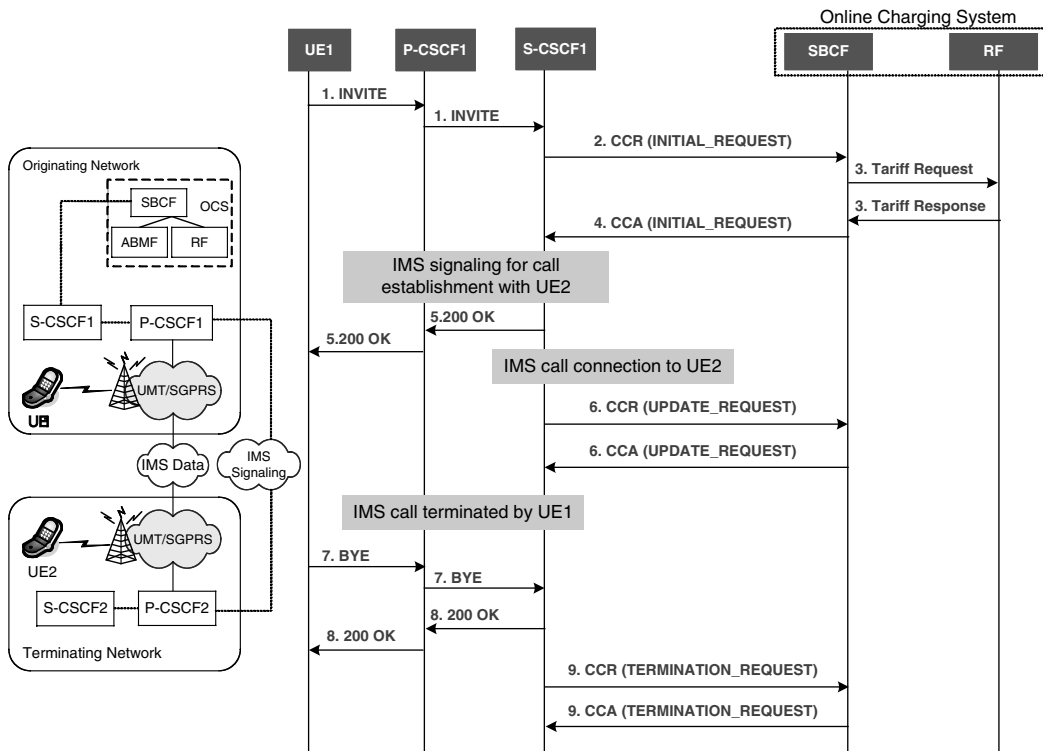 Online Charging System
UE1
P-CSCF1
S-CSCF1
SBCF
RF
1. INVITE
1. INVITE
2. CCR (INITIAL_REQUEST)
3. Tariff Request
3. Tariff Response
4. CCA (INITIAL_REQUEST)
IMS signaling for call
establishment with UE2
5.200 OK
5.200 OK
IMS call connection to UE2
6. CCR (UPDATE_REQUEST)
6. CCA (UPDATE_REQUEST)
IMS call terminated by UE1
7. BYE
7. BYE
8. 200 OK
8. 200 OK
9. CCR (TERMINATION_REQUEST)
9. CCA (TERMINATION_REQUEST)
Originating Network
SBCF
OCS
ABMF
RF
S-CSCF1
P-CSCF1
UMT/SGPRS
IMS Data
IMS
Signaling
UMT/SGPRS
UE2
S-CSCF2
P-CSCF2
Terminating Network